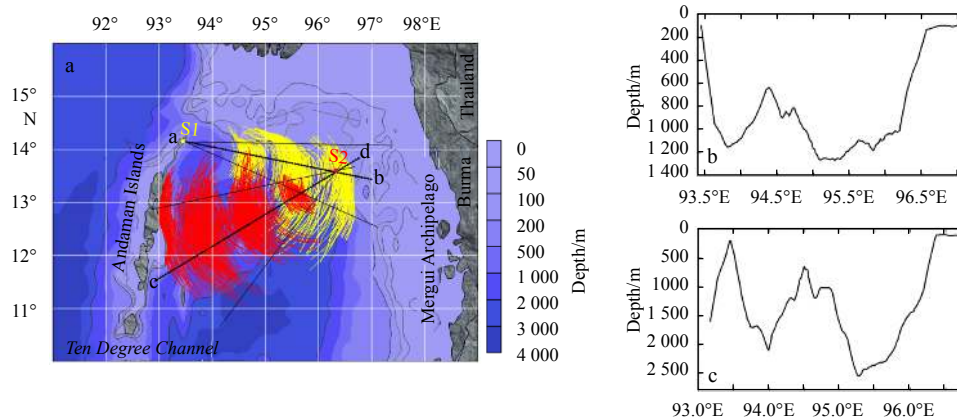 92° 93° 94° 95° 96° 97° 98°E
a
15°
N
14°
13°
12°
11°
S1
a
S2
d
b
c
Andaman Islands
Ten Degree Channel
Mergui Archipelago
Burma
Thailand
0
50
100
200
500
1 000
2 000
3 000
4 000
Depth/m
0
200
400
600
800
1 000
1 200
1 400
Depth/m
b
93.5°E 94.5°E 95.5°E 96.5°E
0
500
1 000
1 500
2 000
2 500
Depth/m
c
93.0°E 94.0°E 95.0°E 96.0°E